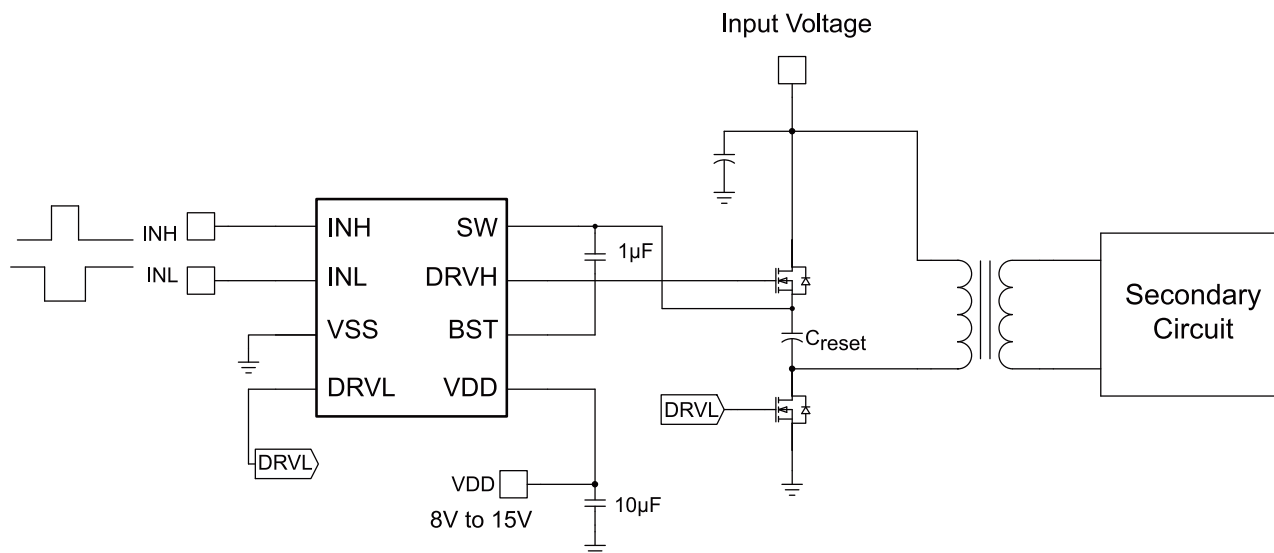 Input Voltage
INH
INL
INH
INL
VSS
DRVL
SW
DRVH
BST
VDD
1µF
C reset
DRVL
DRVL
VDD
8V to 15V
10µF
Secondary
Circuit